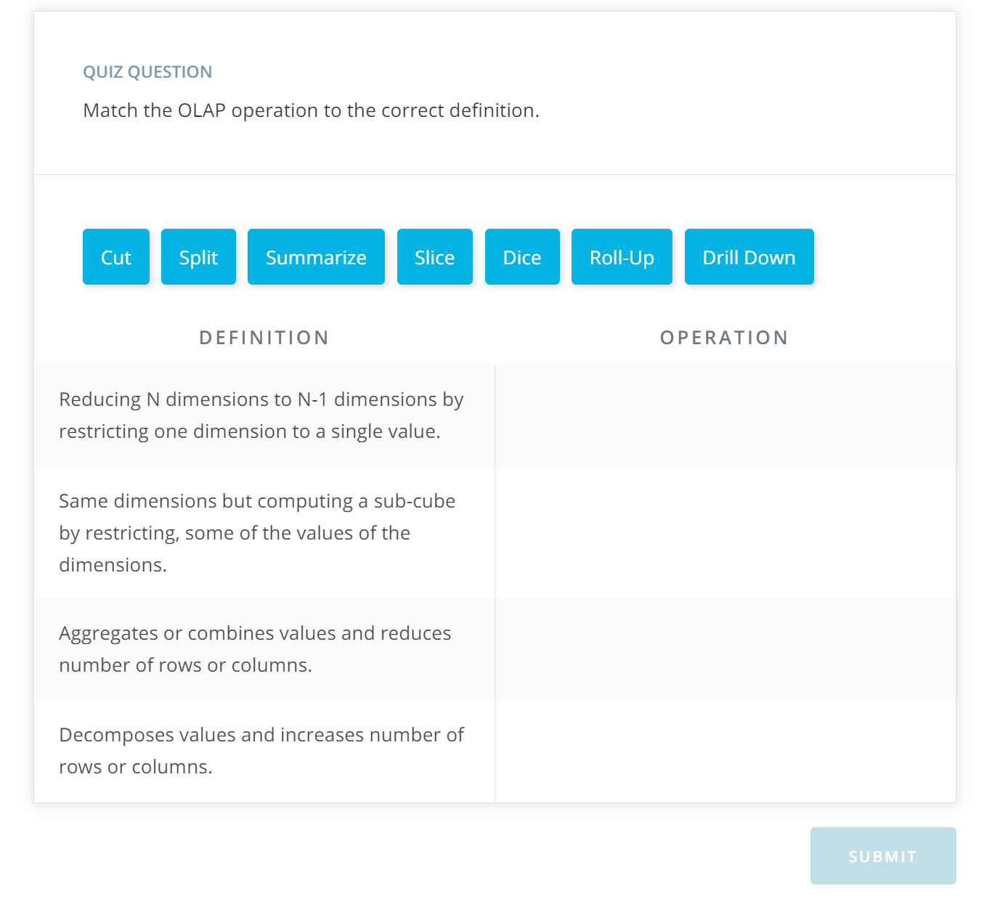 QUIZ QUESTION
Match the OLAP operation to the correct definition.
Cut Split Summarize Slice Dice Roll-Up Drill Down
DEFINITION OPERATION
Reducing N dimensions to N-1 dimensions by
restricting one dimension to a single value.
Same dimensions but computing a sub-cube
by restricting, some of the values of the
dimensions.
Aggregates or combines values and reduces
number of rows or columns.
Decomposes values and increases number of
rows or columns.
SUBMIT